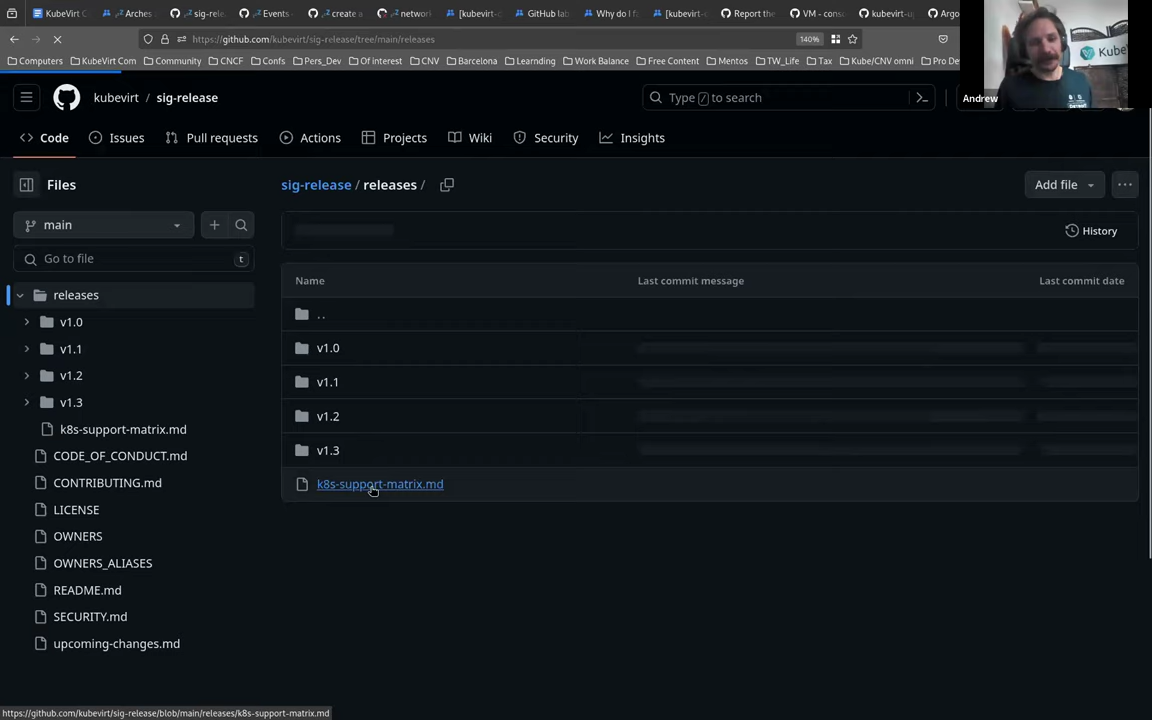 KubeVirt Com
Arches
sig-rele
Events
create a
network
[kubevirt-c
GitHub lab
Why do I f
[kubevirt-
Report the
VM - cons
kubevirt-u
Argo
https://github.com/kubevirt/sig-release/tree/main/releases
140%
Computers
KubeVirt Com
Community
CNCF
Confs
Pers_Dev
Of interest
CNV
Barcelona
Learnding
Work Balance
Free Content
Mentos
TW_Life
Tax
Kube/CNV omni
Pro De
Kube
Andrew
kubevirt / sig-release
Type / to search
Code
Issues
Pull requests
Actions
Projects
Wiki
Security
Insights
Files
sig-release / releases /
Add file
main
History
Go to file
t
Name
Last commit message
Last commit date
releases
v1.0
v1.1
v1.2
v1.3
k8s-support-matrix.md
CODE_OF_CONDUCT.md
CONTRIBUTING.md
LICENSE
OWNERS
OWNERS_ALIASES
README.md
SECURITY.md
upcoming-changes.md
..
v1.0
v1.1
v1.2
v1.3
k8s-support-matrix.md
https://github.com/kubevirt/sig-release/blob/main/releases/k8s-support-matrix.md